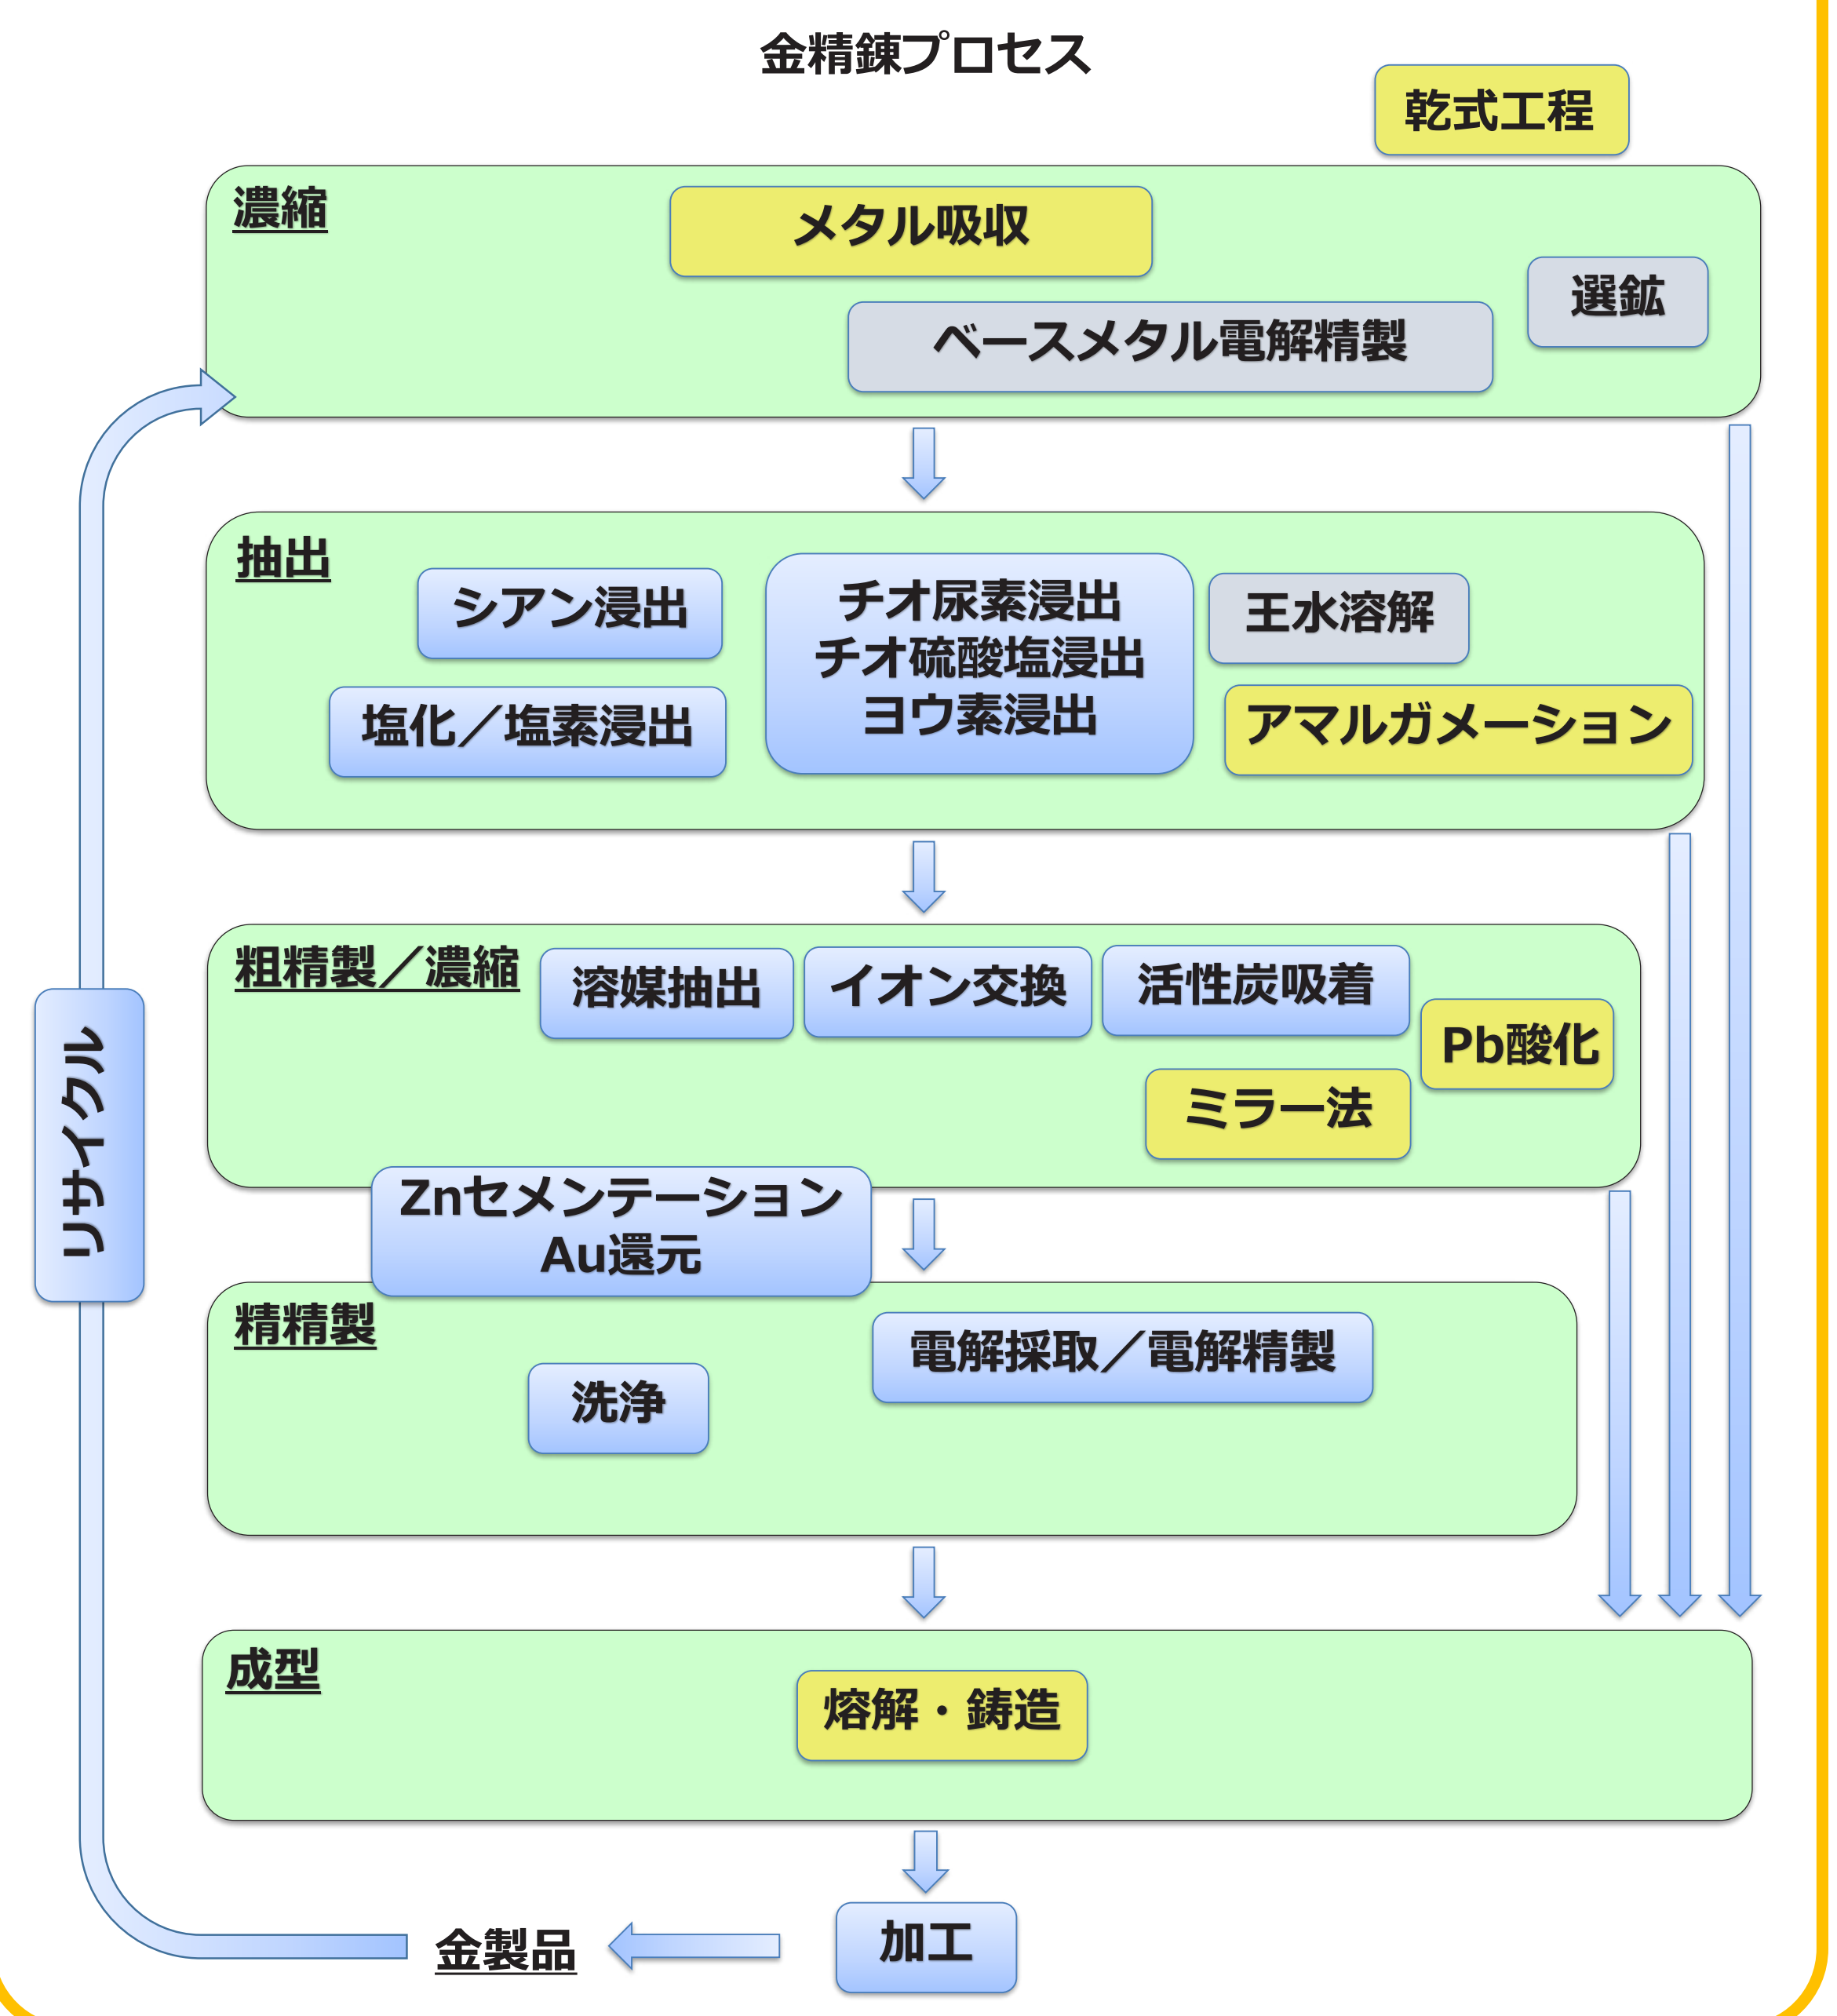 金精錬プロセス
乾式工程
濃縮
メタル吸収
選鉱
ベースメタル電解精製
抽出
シアン浸出
チオ尿素浸出
チオ硫酸塩浸出
ヨウ素浸出
王水溶解
塩化／塩素浸出
アマルガメーション
粗精製／濃縮
溶媒抽出
イオン交換
活性炭吸着
Pb酸化
ミラー法
リサイクル
Znセメンテーション
Au還元
精精製
電解採取／電解精製
洗浄
成型
熔解・鋳造
加工
金製品